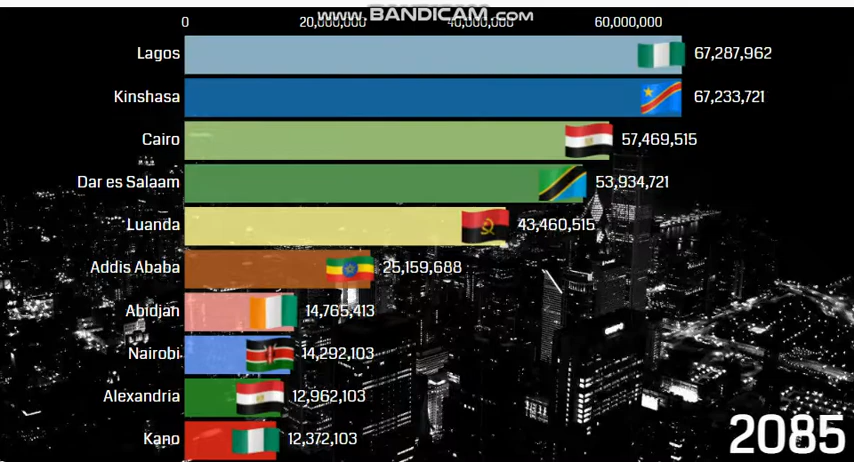 www.BANDICAM.com
0 20,000,000 40,000,000 60,000,000
Lagos 67,287,962
Kinshasa 67,233,721
Cairo 57,469,515
Dar es Salaam 53,934,721
Luanda 43,460,515
Addis Ababa 25,159,688
Abidjan 14,765,413
Nairobi 14,292,103
Alexandria 12,962,103
Kano 12,372,103
2085